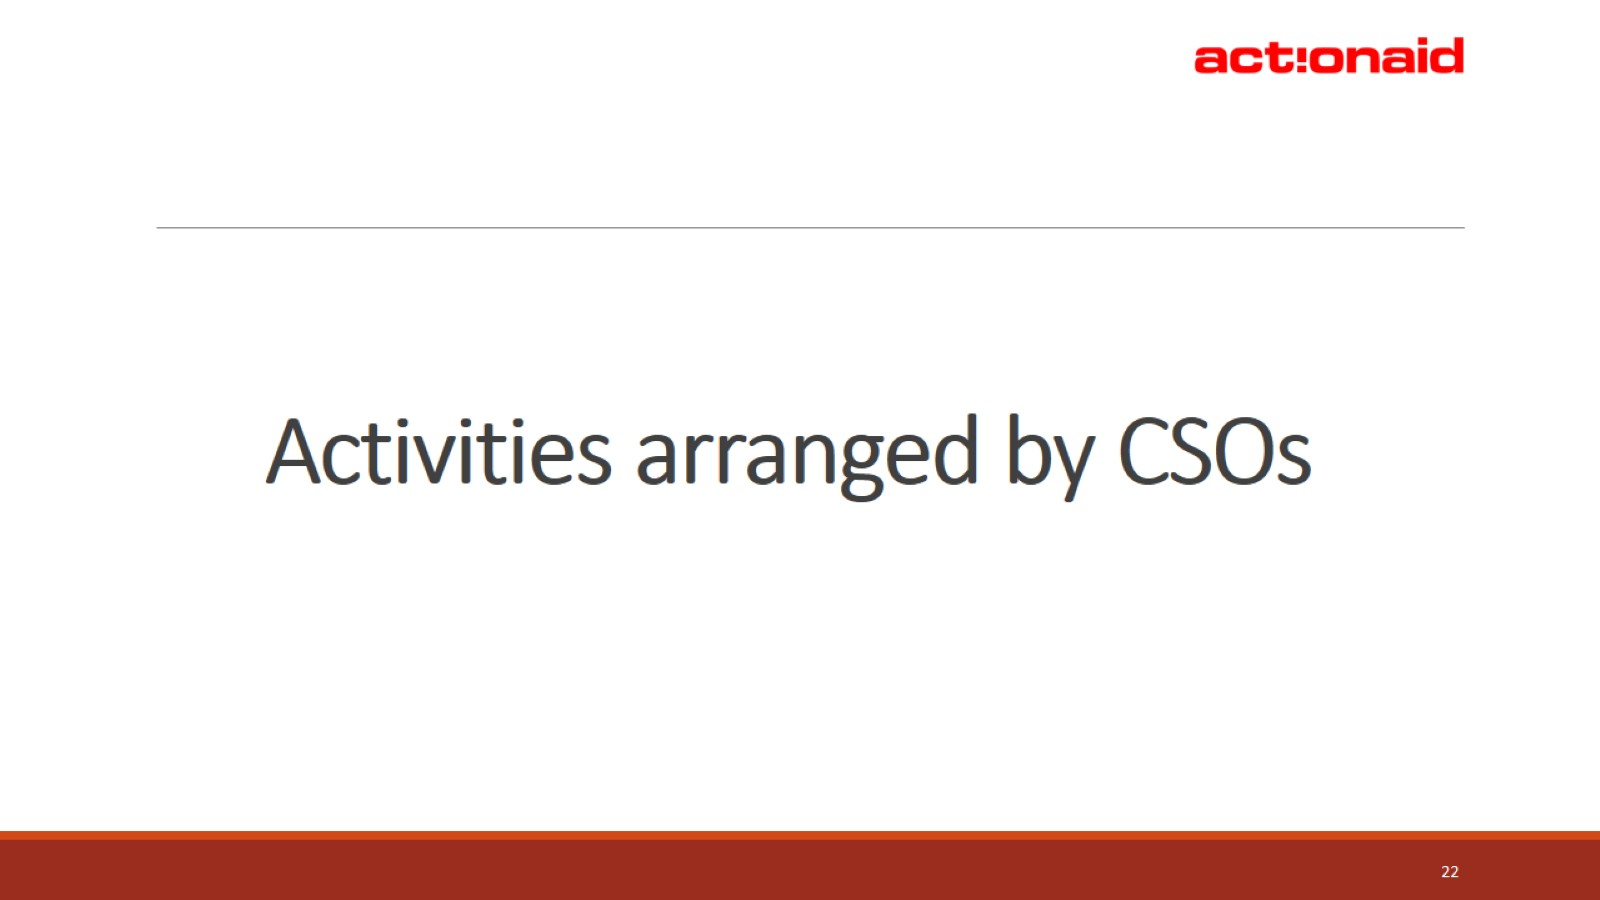 act!onaid
Activities arranged by CSOs
22